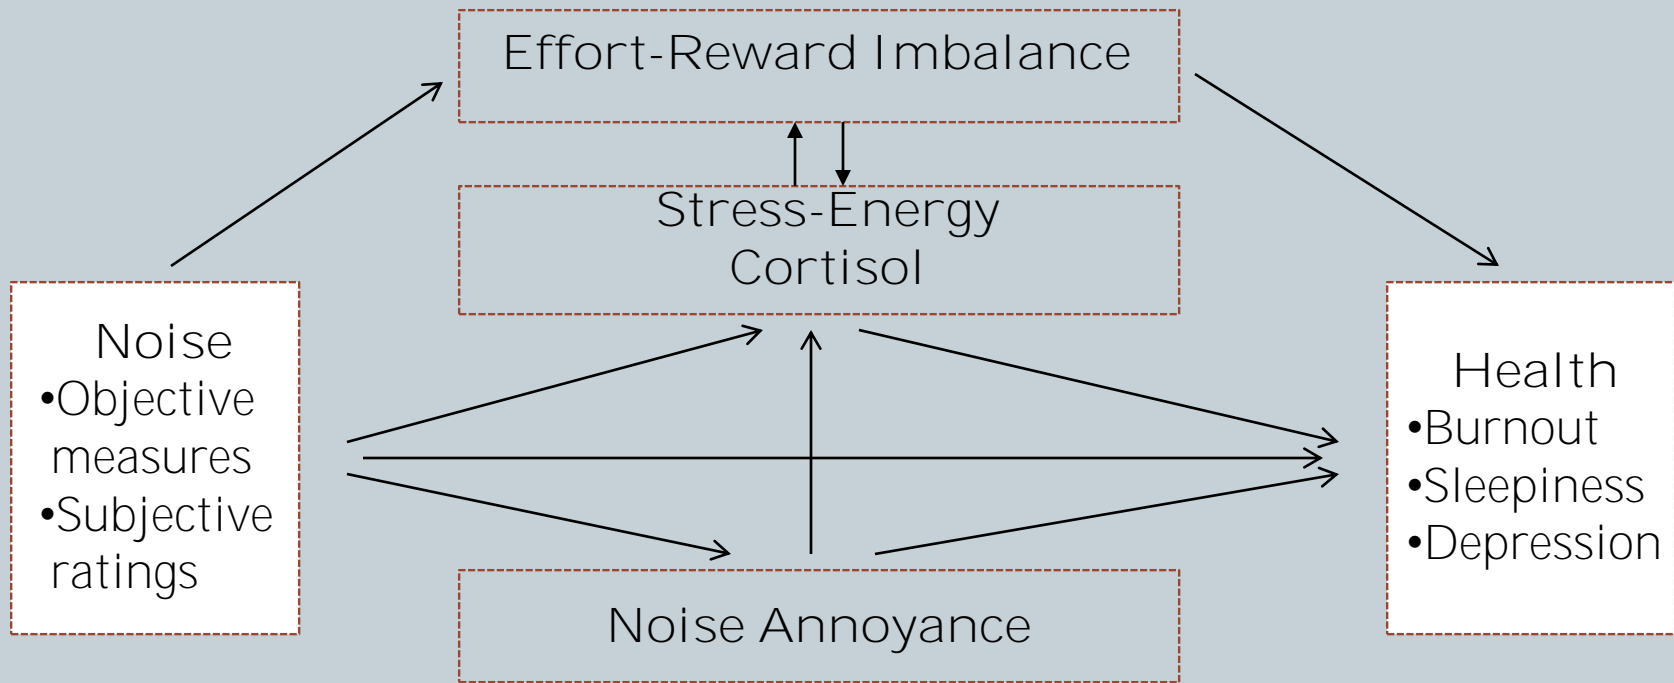 Effort-Reward Imbalance
Stress-Energy
Cortisol
Noise
•Objective
measures
•Subjective
ratings
Health
•Burnout
•Sleepiness
•Depression
Noise Annoyance